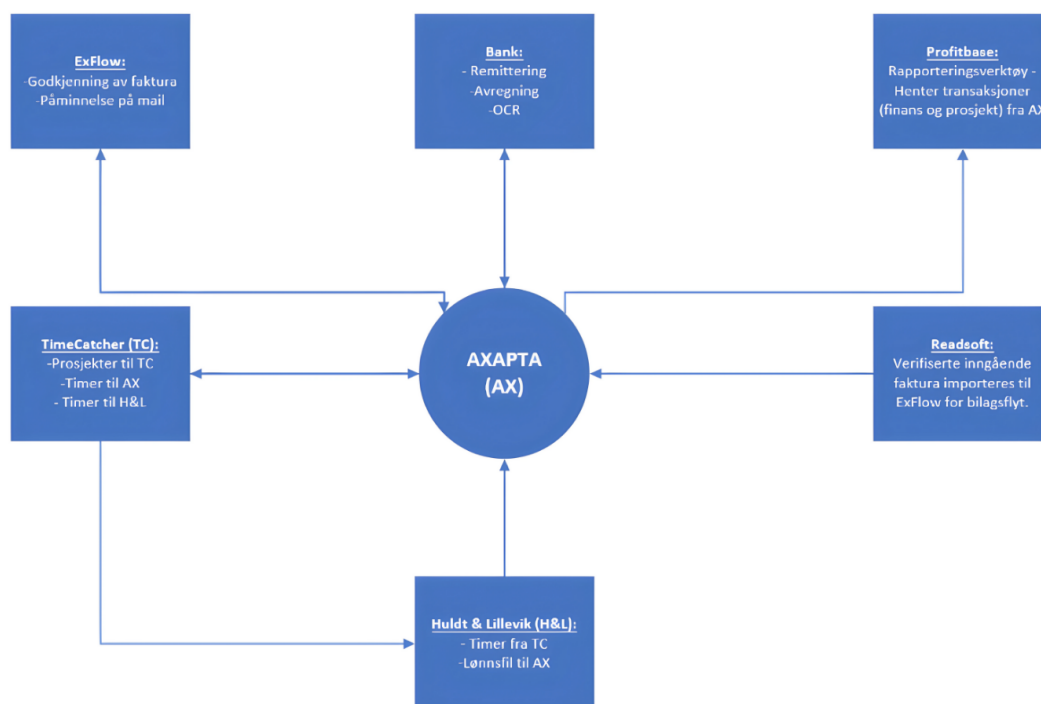 ExFlow:
-Godkjenning av faktura
-Påminnelse på mail
Bank:
- Remittering
-Avregning
-OCR
Profitbase:
Rapporteringsverktøy -
Henter transaksjoner
(finans og prosjekt) fra AX
TimeCatcher (TC):
-Prosjekter til TC
-Timer til AX
- Timer til H&L
AXAPTA
(AX)
Readsoft:
Verifiserte inngående
faktura importeres til
ExFlow for bilagsflyt.
Huldt & Lillevik (H&L):
- Timer fra TC
-Lønnsfil til AX